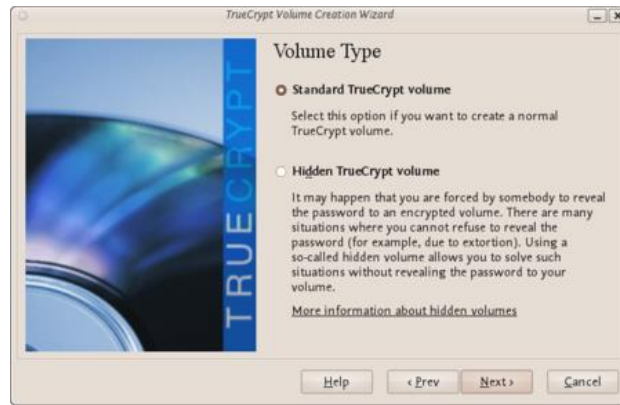 TrueCrypt Volume Creation Wizard
TRUECRYPT
Volume Type
Standard TrueCrypt volume
Select this option if you want to create a normal
TrueCrypt volume.
Hidden TrueCrypt volume
It may happen that you are forced by somebody to reveal
the password to an encrypted volume. There are many
situations where you cannot refuse to reveal the
password (for example, due to extortion). Using a
so-called hidden volume allows you to solve such
situations without revealing the password to your
volume.
More information about hidden volumes
Help
< Prev
Next >
Cancel